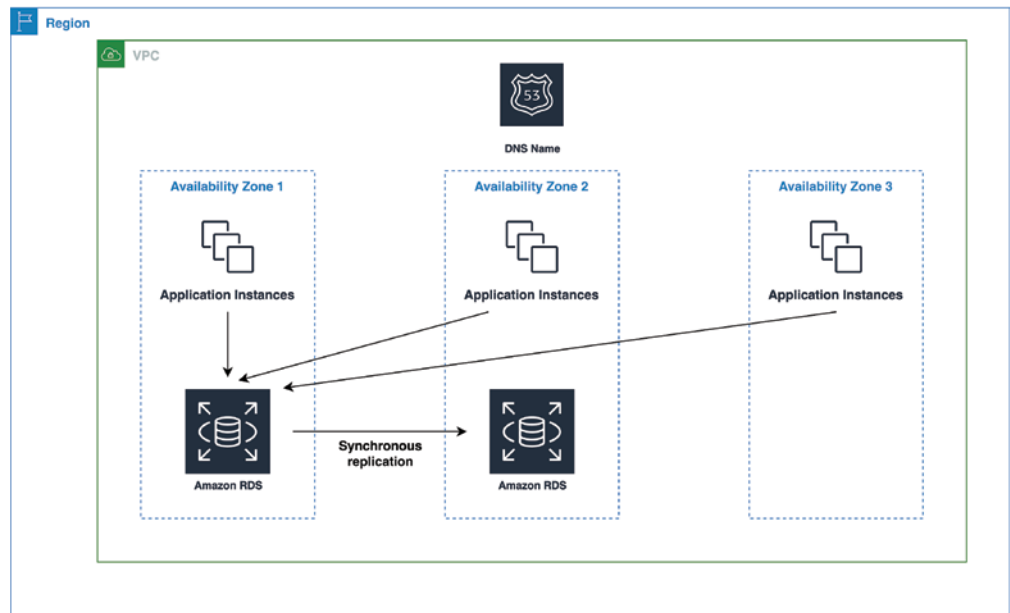 Region
VPC
53
DNS Name
Availability Zone 1
Availability Zone 2
Availability Zone 3
Application Instances
Application Instances
Application Instances
Synchronous
replication
Amazon RDS
Amazon RDS